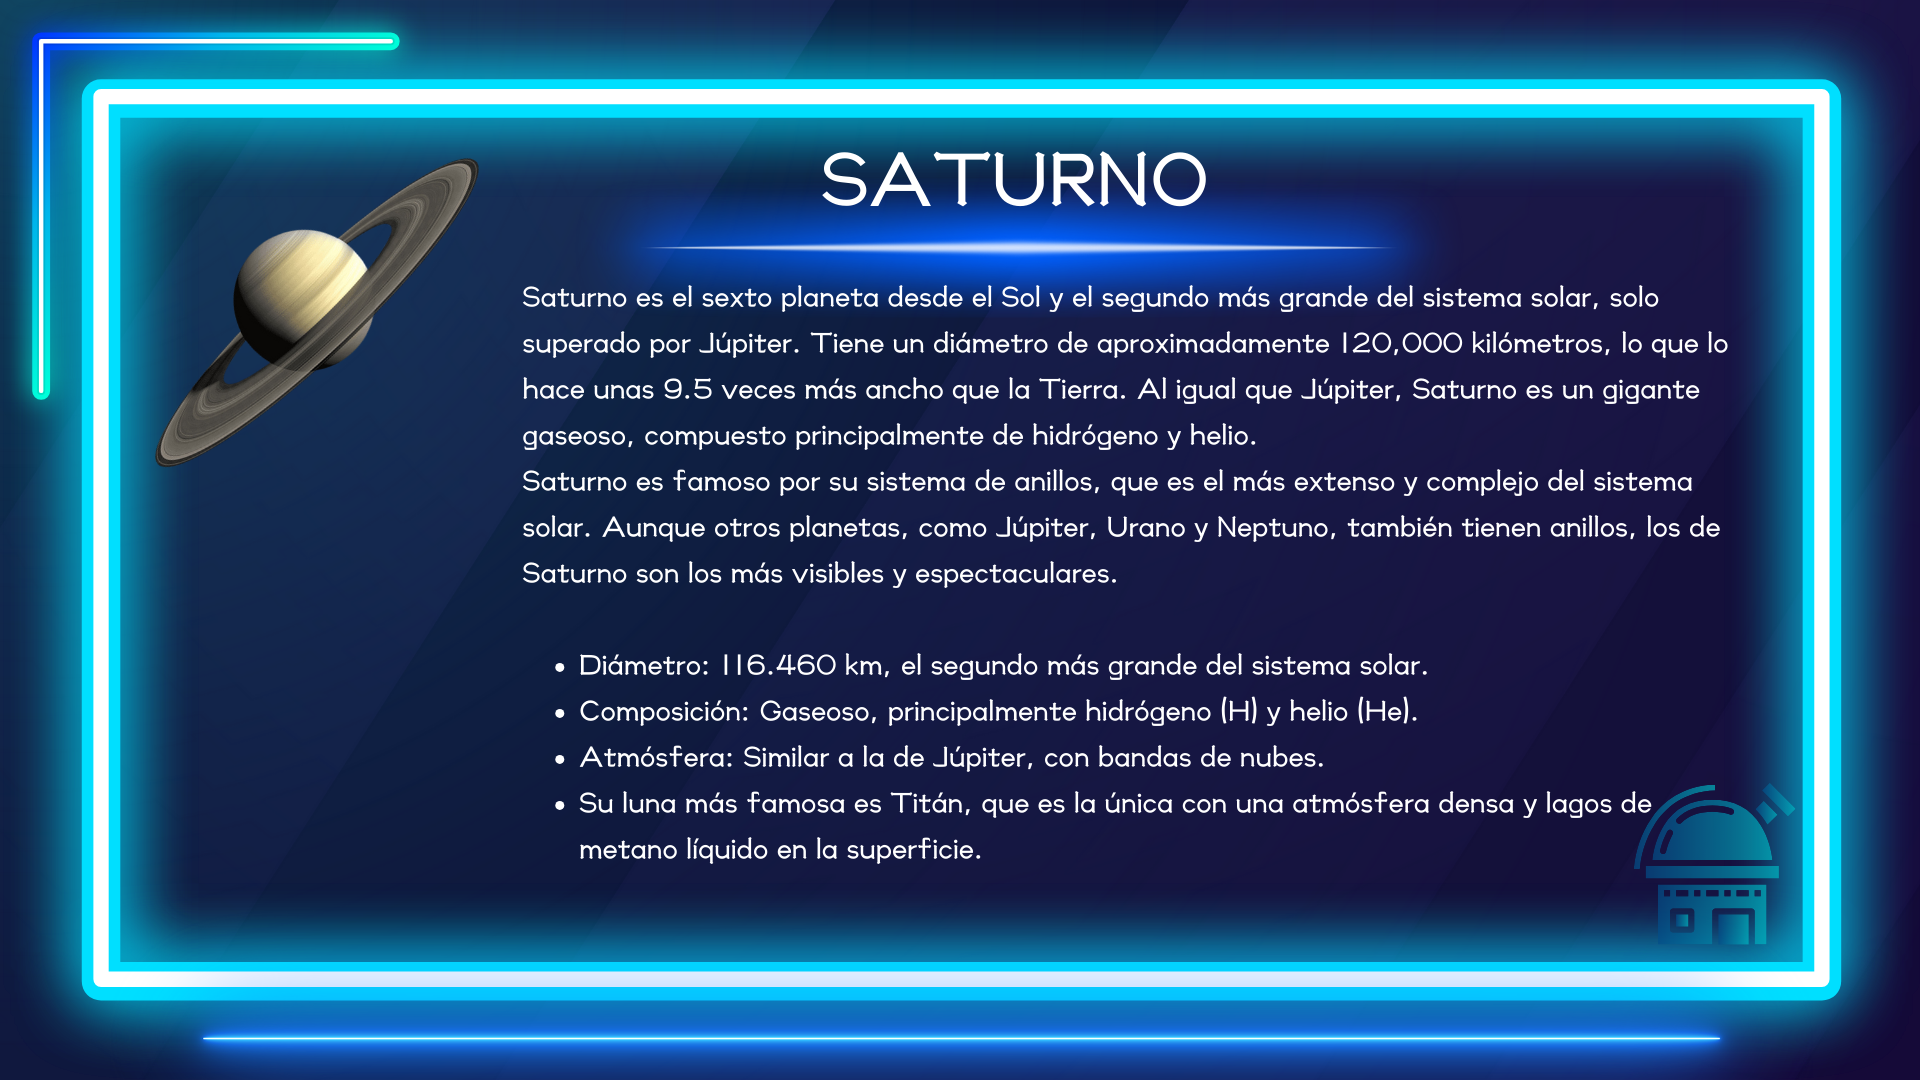 SATURNO
Saturno es el sexto planeta desde el Sol y el segundo más grande del sistema solar, solo
superado por Júpiter. Tiene un diámetro de aproximadamente 120,000 kilómetros, lo que lo
hace unas 9.5 veces más ancho que la Tierra. Al igual que Júpiter, Saturno es un gigante
gaseoso, compuesto principalmente de hidrógeno y helio.
Saturno es famoso por su sistema de anillos, que es el más extenso y complejo del sistema
solar. Aunque otros planetas, como Júpiter, Urano y Neptuno, también tienen anillos, los de
Saturno son los más visibles y espectaculares.
• Diámetro: 116.460 km, el segundo más grande del sistema solar.
• Composición: Gaseoso, principalmente hidrógeno (H) y helio (He).
• Atmósfera: Similar a la de Júpiter, con bandas de nubes.
• Su luna más famosa es Titán, que es la única con una atmósfera densa y lagos de
metano líquido en la superficie.